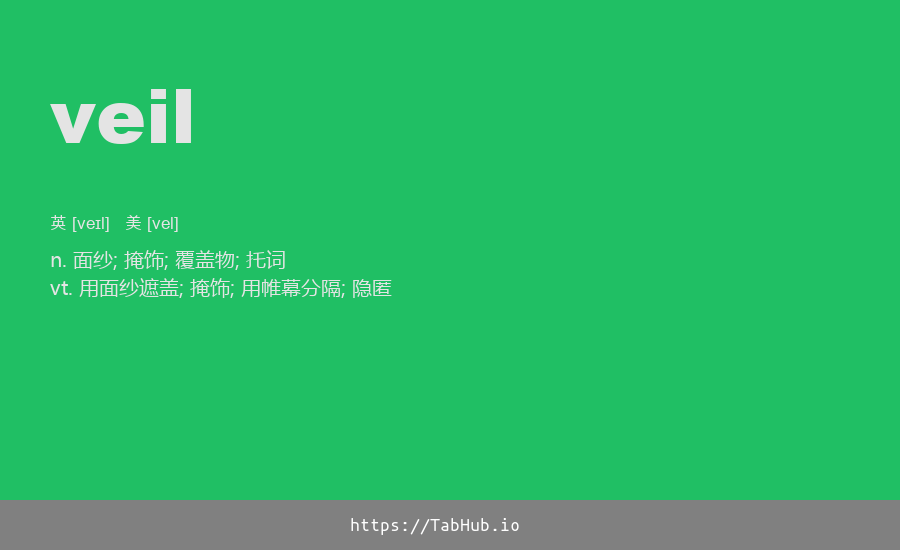 veil
英 [veɪl] 美 [vel]
n. 面纱; 掩饰; 覆盖物; 托词
vt. 用面纱遮盖; 掩饰; 用帷幕分隔; 隐匿
https://TabHub.io